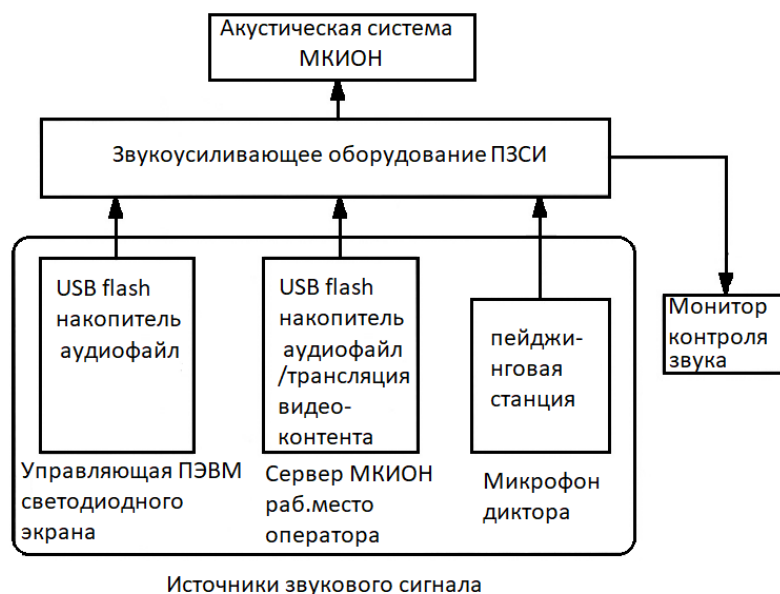 Акустическая система
МКИОН
Звукоусиливающее оборудование ПЗСИ
USB flash
накопитель
аудиофайл
USB flash
накопитель
аудиофайл
/трансляция
видео-
контента
пейджи-
нговая
станция
Монитор
контроля
звука
Управляющая ПЭВМ
светодиодного
экрана
Сервер МКИОН
раб.место
оператора
Микрофон
диктора
Источники звукового сигнала